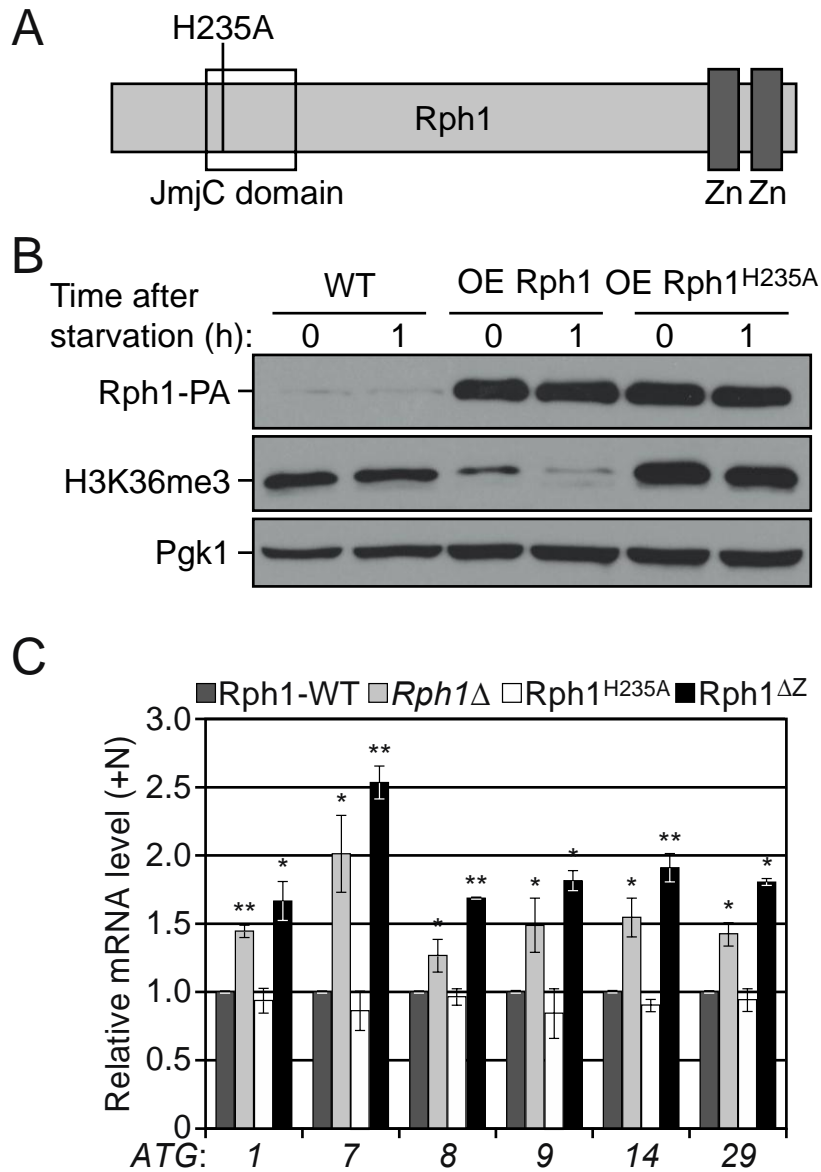 A
H235A
Rph1
JmjC domain
Zn Zn
B
Time after starvation (h):
WT OE Rph1 OE Rph1H235A
0 1 0 1 0 1
Rph1-PA
H3K36me3
Pgk1
C
Rph1-WT Rph1Δ Rph1H235A Rph1ΔZ
Relative mRNA level (+N)
3.0
** 
2.5
*
2.0
** * * ** * ** * * * ** * *
1.5
1.0
0.5
0
ATG: 1 7 8 9 14 29